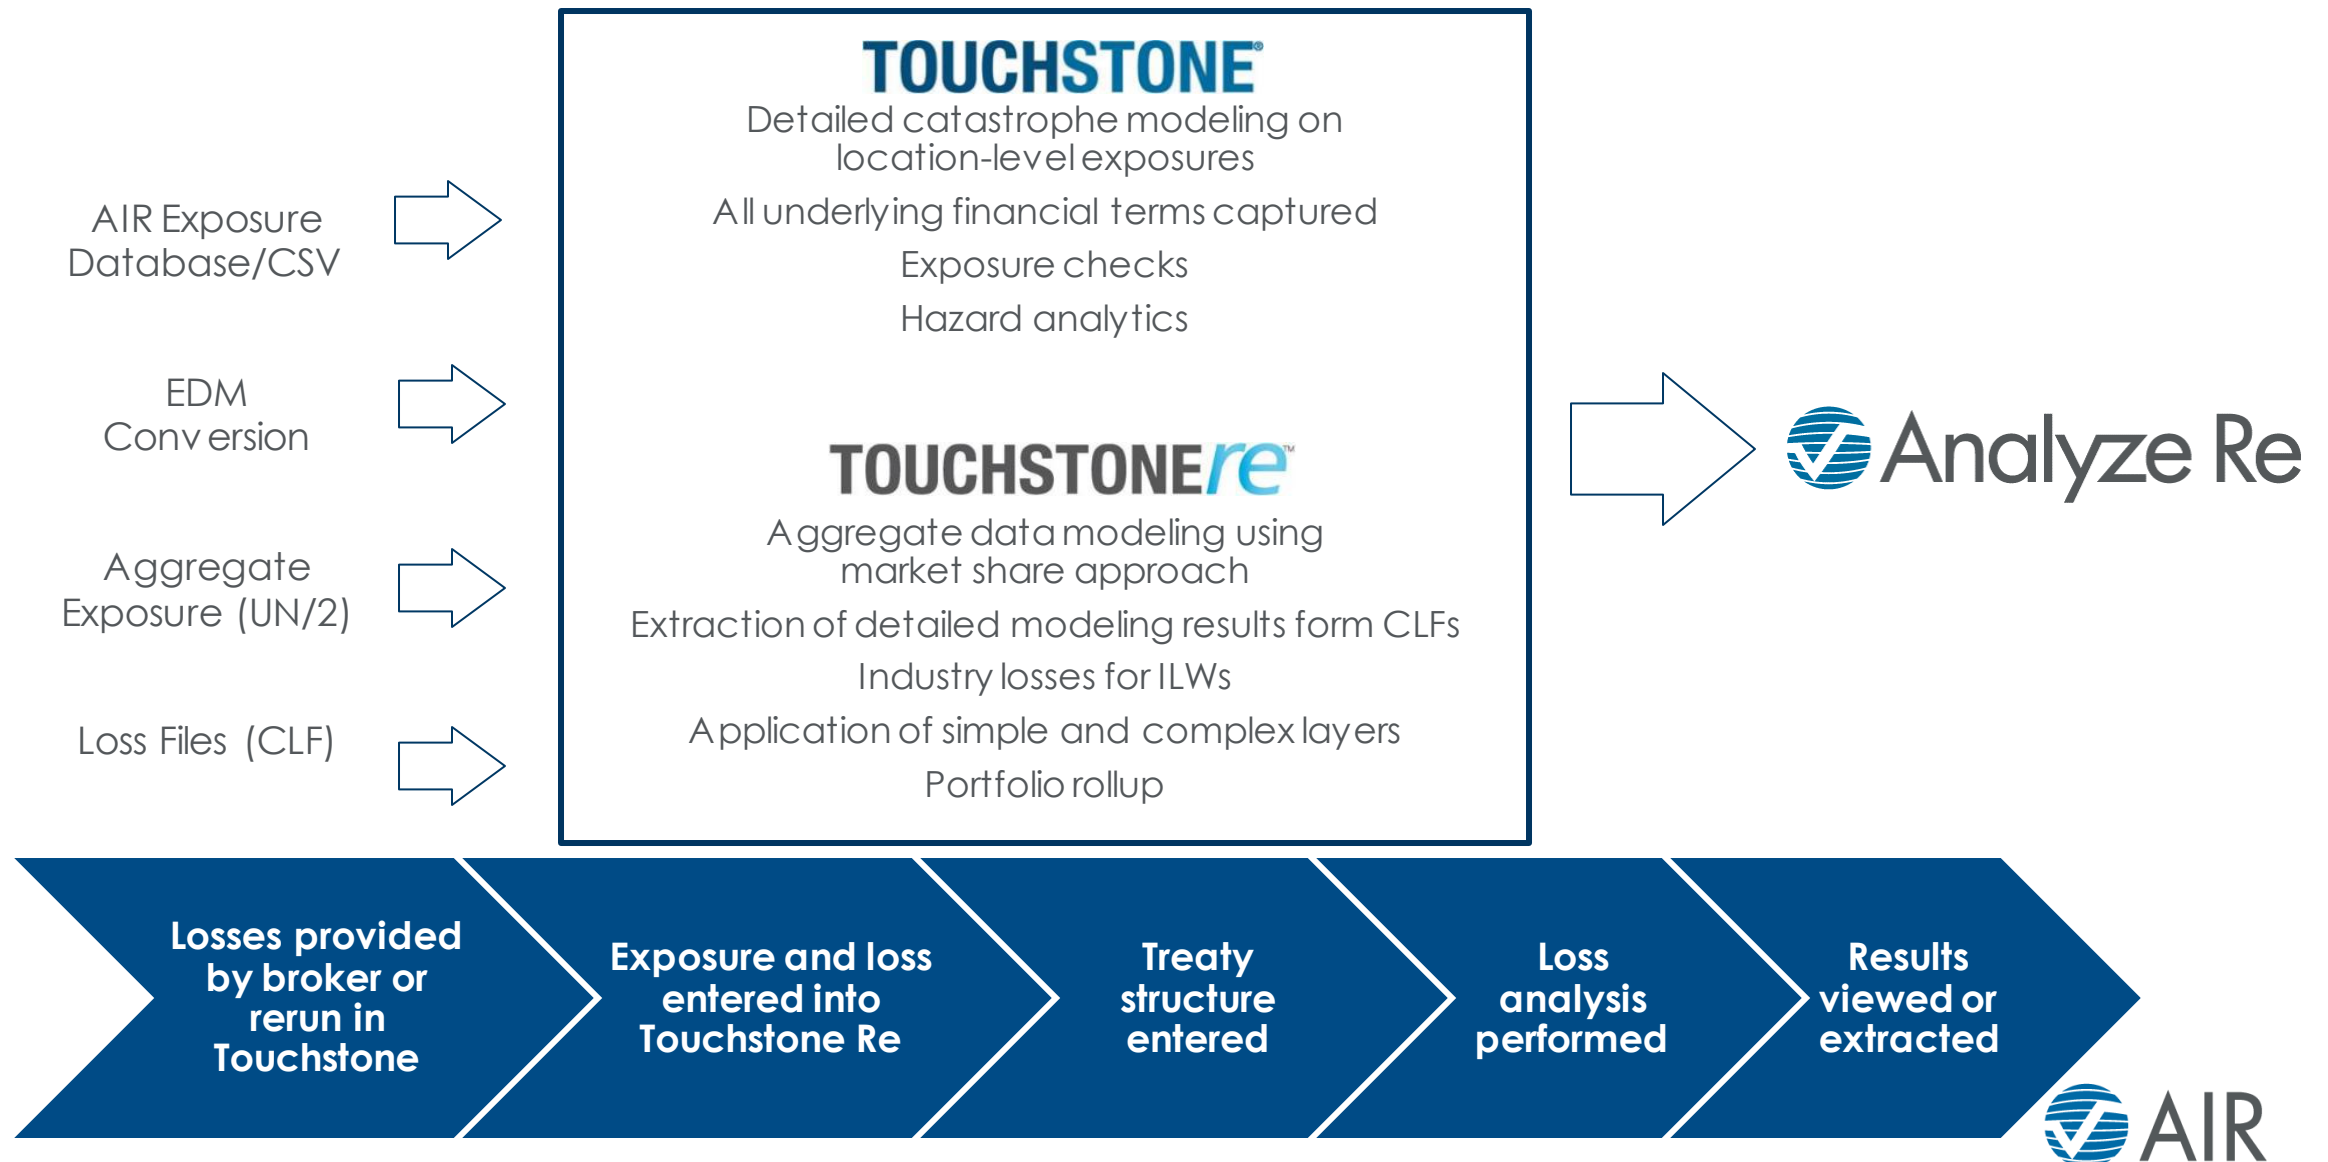 AIR Exposure
Database/CSV
EDM
Conversion
Aggregate
Exposure (UN/2)
Loss Files (CLF)
TOUCHSTONE®
Detailed catastrophe modeling on
location-level exposures
All underlying financial terms captured
Exposure checks
Hazard analytics
TOUCHSTONEre™
Aggregate data modeling using
market share approach
Extraction of detailed modeling results form CLFs
Industry losses for ILWs
Application of simple and complex layers
Portfolio rollup
Analyze Re
Losses provided
by broker or
rerun in
Touchstone
Exposure and loss
entered into
Touchstone Re
Treaty
structure
entered
Loss
analysis
performed
Results
viewed or
extracted
AIR